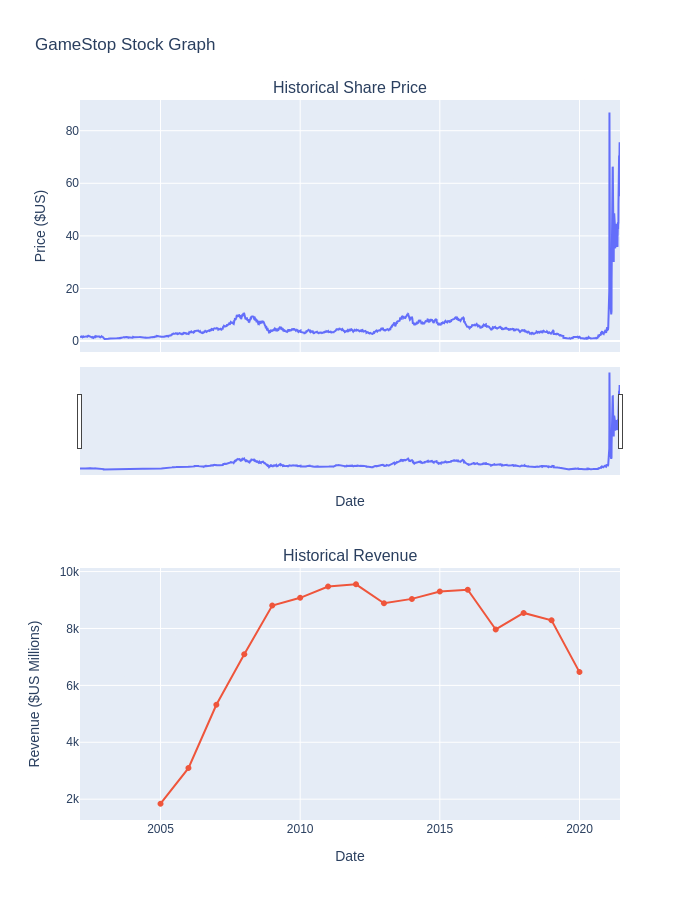 GameStop Stock Graph
Historical Share Price
80
60
40
20
0
Price ($US)
Date
Historical Revenue
10k
8k
6k
4k
2k
Revenue ($US Millions)
2005
2010
2015
2020
Date